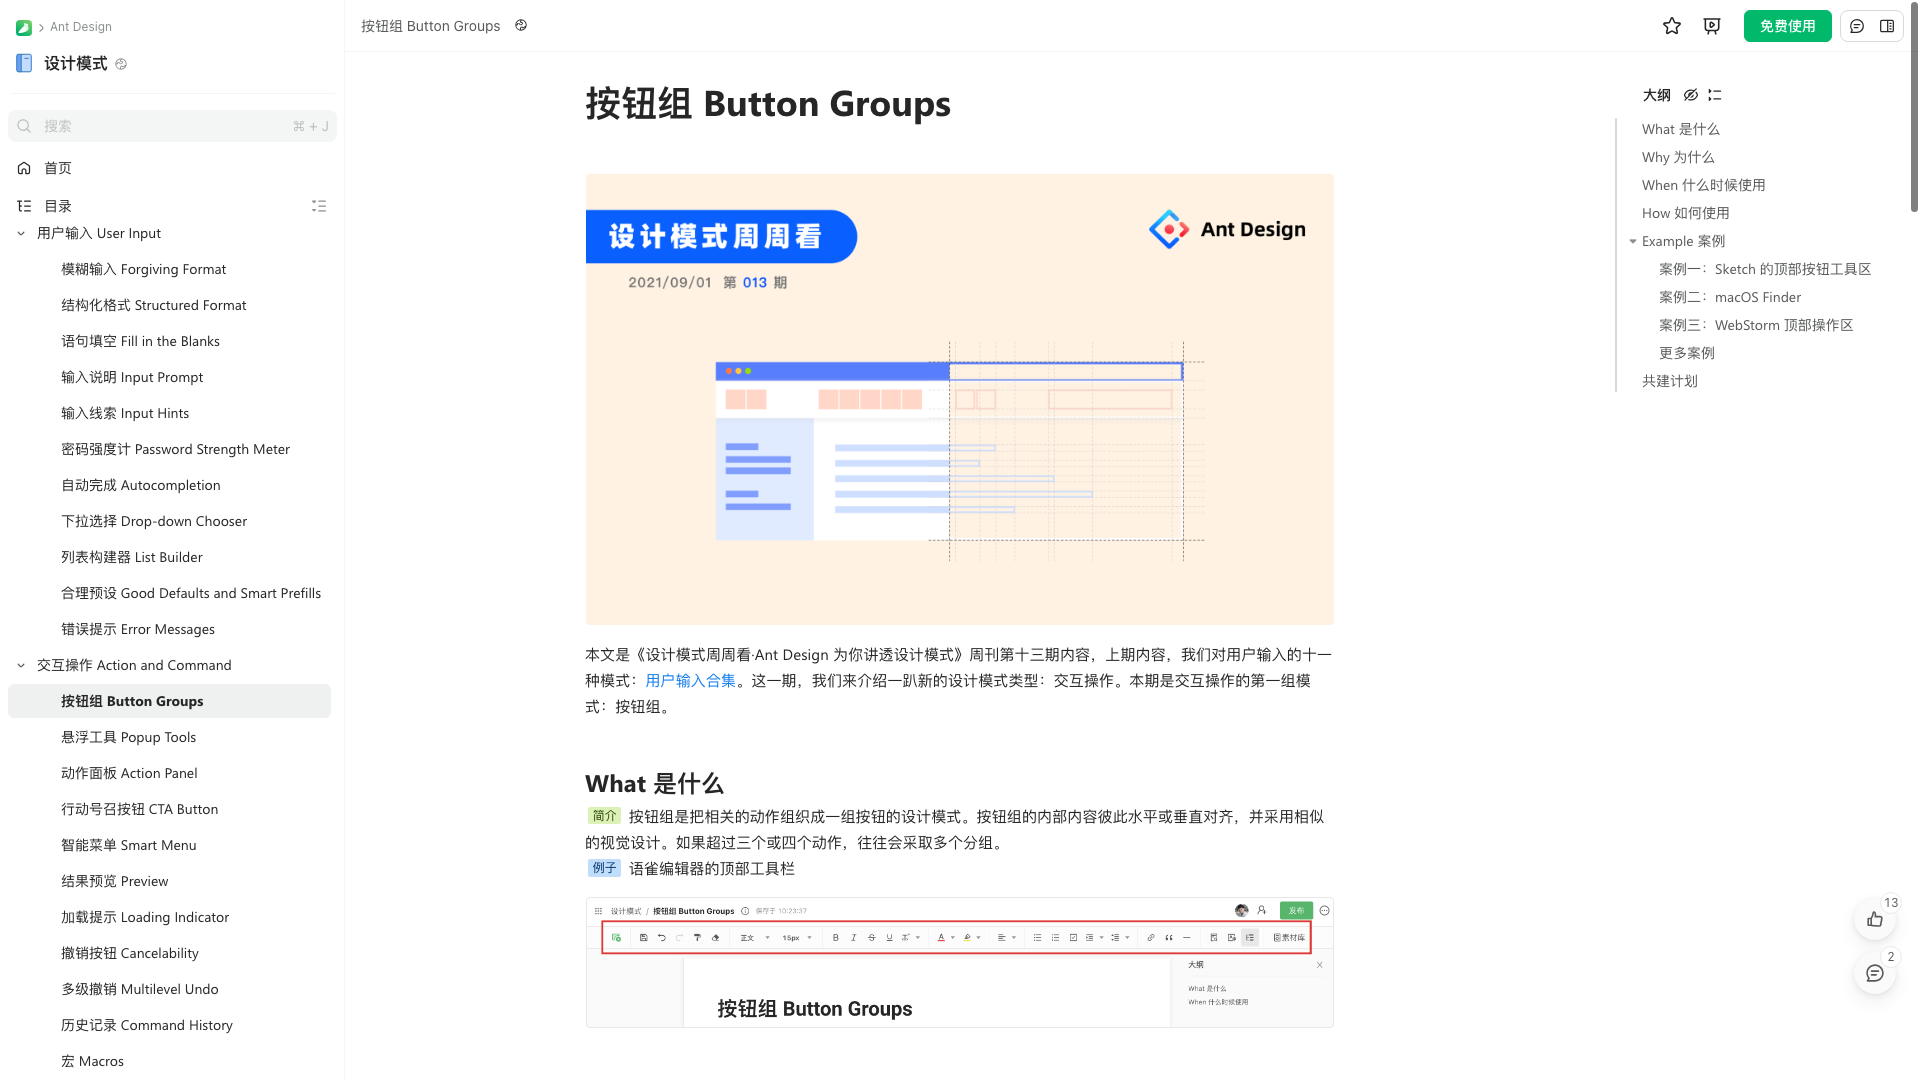 Ant Design
设计模式
搜索
⌘ + J
首页
目录
用户输入 User Input
模糊输入 Forgiving Format
结构化格式 Structured Format
语句填空 Fill in the Blanks
输入说明 Input Prompt
输入线索 Input Hints
密码强度计 Password Strength Meter
自动完成 Autocompletion
下拉选择 Drop-down Chooser
列表构建器 List Builder
合理预设 Good Defaults and Smart Prefills
错误提示 Error Messages
交互操作 Action and Command
按钮组 Button Groups
悬浮工具 Popup Tools
动作面板 Action Panel
行动号召按钮 CTA Button
智能菜单 Smart Menu
结果预览 Preview
加载提示 Loading Indicator
撤销按钮 Cancelability
多级撤销 Multilevel Undo
历史记录 Command History
宏 Macros
按钮组 Button Groups
免费使用
按钮组 Button Groups
设计模式周周看
Ant Design
2021/09/01 第 013 期
本文是《设计模式周周看·Ant Design 为你讲透设计模式》周刊第十三期内容，上期内容，我们对用户输入的十一
种模式：用户输入合集。这一期，我们来介绍一趴新的设计模式类型：交互操作。本期是交互操作的第一组模
式：按钮组。
What 是什么
简介 按钮组是把相关的动作组织成一组按钮的设计模式。按钮组的内部内容彼此水平或垂直对齐，并采用相似
的视觉设计。如果超过三个或四个动作，往往会采取多个分组。
例子 语雀编辑器的顶部工具栏
设计模式 / 按钮组 Button Groups 保存于 10:23:37
发布
正文 15px
素材库
大纲
What 是什么
When 什么时候使用
按钮组 Button Groups
大纲
What 是什么
Why 为什么
When 什么时候使用
How 如何使用
Example 案例
案例一：Sketch 的顶部按钮工具区
案例二：macOS Finder
案例三：WebStorm 顶部操作区
更多案例
共建计划
13
2